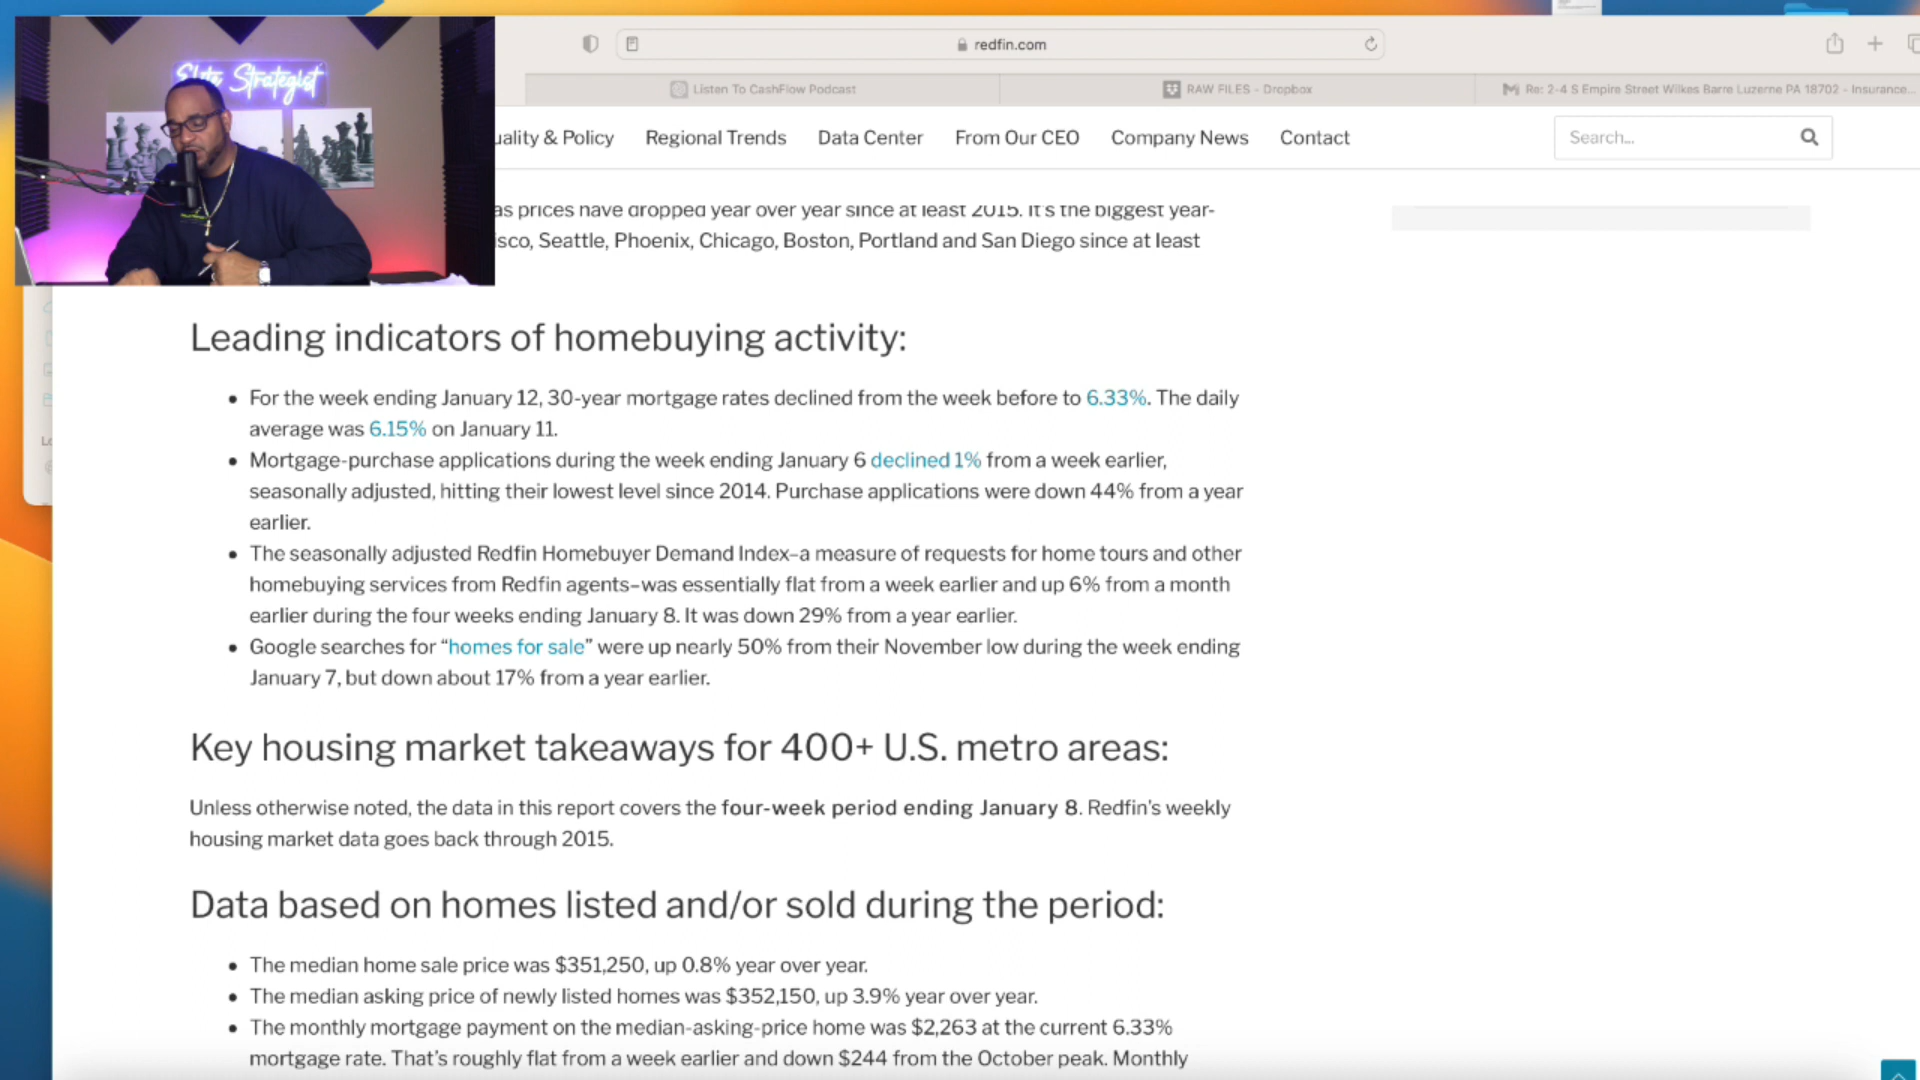 Elite Strategist
redfin.com
Listen To CashFlow Podcast
RAW FILES - Dropbox
Re: 2-4 S Empire Street Wilkes Barre Luzerne PA 18702 - Insurance...
uality & Policy
Regional Trends
Data Center
From Our CEO
Company News
Contact
Search...
as prices have dropped year over year since at least 2015. It's the biggest year-
isco, Seattle, Phoenix, Chicago, Boston, Portland and San Diego since at least
Leading indicators of homebuying activity:
• For the week ending January 12, 30-year mortgage rates declined from the week before to 6.33%. The daily
average was 6.15% on January 11.
• Mortgage-purchase applications during the week ending January 6 declined 1% from a week earlier,
seasonally adjusted, hitting their lowest level since 2014. Purchase applications were down 44% from a year
earlier.
• The seasonally adjusted Redfin Homebuyer Demand Index–a measure of requests for home tours and other
homebuying services from Redfin agents–was essentially flat from a week earlier and up 6% from a month
earlier during the four weeks ending January 8. It was down 29% from a year earlier.
• Google searches for “homes for sale” were up nearly 50% from their November low during the week ending
January 7, but down about 17% from a year earlier.
Key housing market takeaways for 400+ U.S. metro areas:
Unless otherwise noted, the data in this report covers the four-week period ending January 8. Redfin's weekly
housing market data goes back through 2015.
Data based on homes listed and/or sold during the period:
• The median home sale price was $351,250, up 0.8% year over year.
• The median asking price of newly listed homes was $352,150, up 3.9% year over year.
• The monthly mortgage payment on the median-asking-price home was $2,263 at the current 6.33%
mortgage rate. That's roughly flat from a week earlier and down $244 from the October peak. Monthly